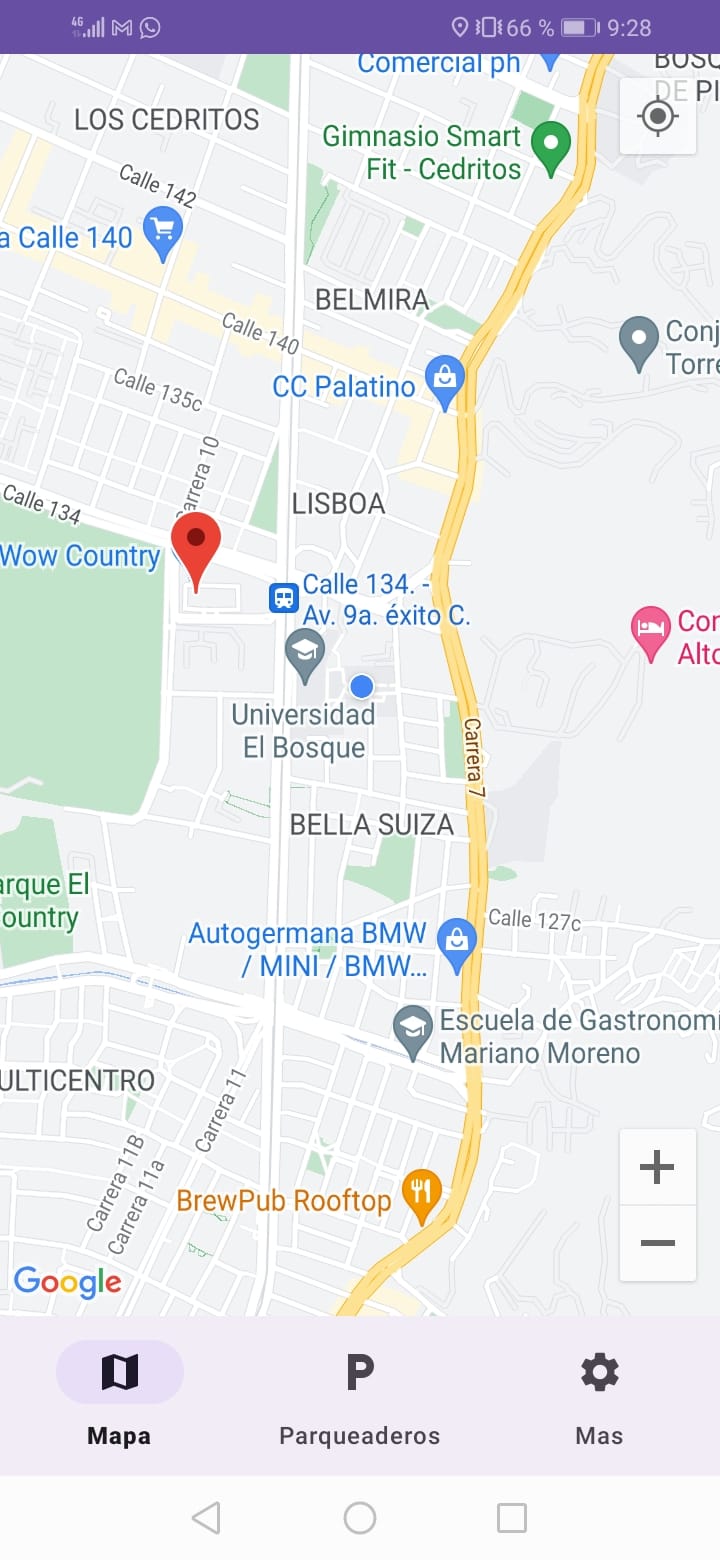 4G 66 % 9:28
Comercial ph
BOSQ
DE PI
LOS CEDRITOS
Gimnasio Smart
Fit - Cedritos
Calle 142
a Calle 140
BELMIRA
Calle 140
Conj
Torre
CC Palatino
Calle 135c
Carrera 10
Calle 134
LISBOA
Wow Country
Calle 134. -
Av. 9a. éxito C.
Con
Alto
Universidad
El Bosque
Carrera 7
BELLA SUIZA
arque El
ountry
Calle 127c
Autogermana BMW
/ MINI / BMW...
Escuela de Gastronomí
Mariano Moreno
ULTICENTRO
Carrera 11
Carrera 11B
Carrera 11a
BrewPub Rooftop
Google
P
Mapa Parqueaderos Mas